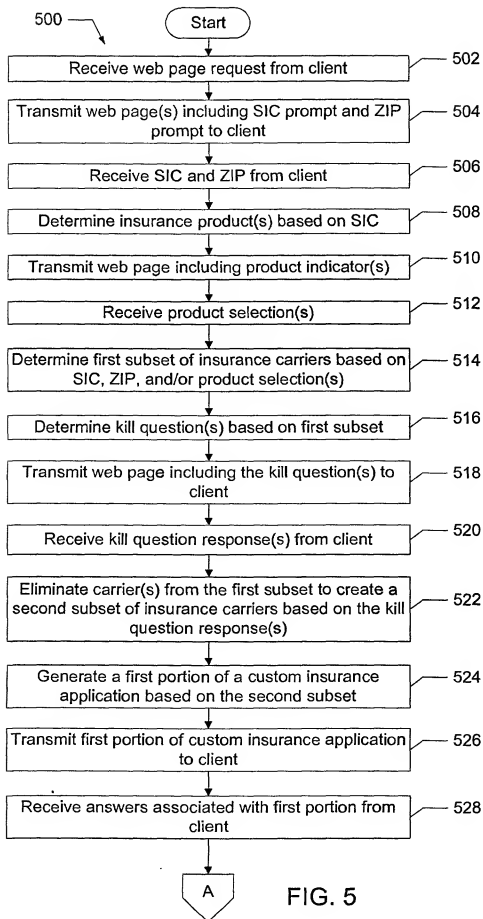 500
Start
Receive web page request from client
502
Transmit web page(s) including SIC prompt and ZIP
prompt to client
504
Receive SIC and ZIP from client
506
Determine insurance product(s) based on SIC
508
Transmit web page including product indicator(s)
510
Receive product selection(s)
512
Determine first subset of insurance carriers based on
SIC, ZIP, and/or product selection(s)
514
Determine kill question(s) based on first subset
516
Transmit web page including the kill question(s) to
client
518
Receive kill question response(s) from client
520
Eliminate carrier(s) from the first subset to create a
second subset of insurance carriers based on the kill
question response(s)
522
Generate a first portion of a custom insurance
application based on the second subset
524
Transmit first portion of custom insurance application
to client
526
Receive answers associated with first portion from
client
528
A
FIG. 5